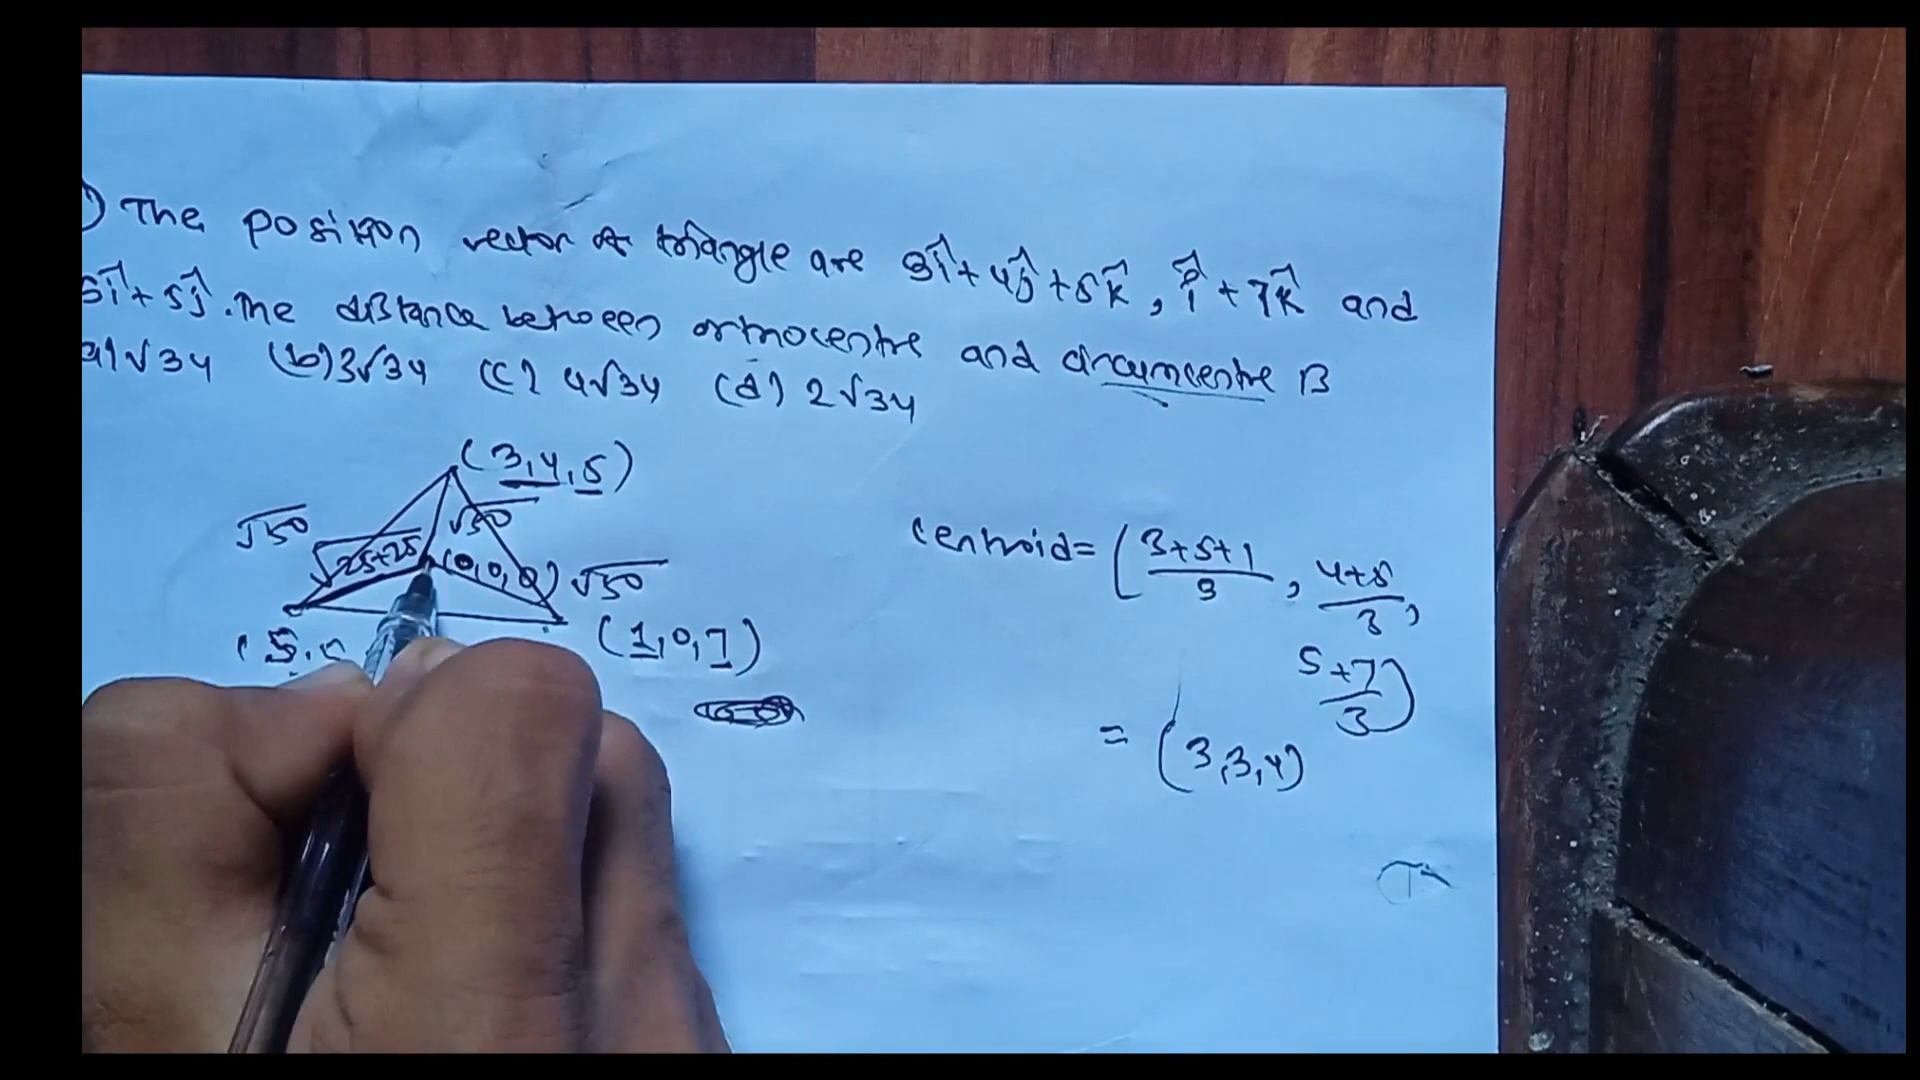 ) The position vector of triangle are 3î + 4ĵ + 5k̂, î + 7k̂ and
5î + 5ĵ. The distance between orthocentre and circumcentre is
a) √34 (b) 3√34 (c) 4√34 (d) 2√34
(3,4,5)
√50
√50
√25+25
(0,0,0)
√50
(5,
(1,0,7)
centroid = (3+5+1/3, 4+5/3,
5+7/3)
= (3,3,4)